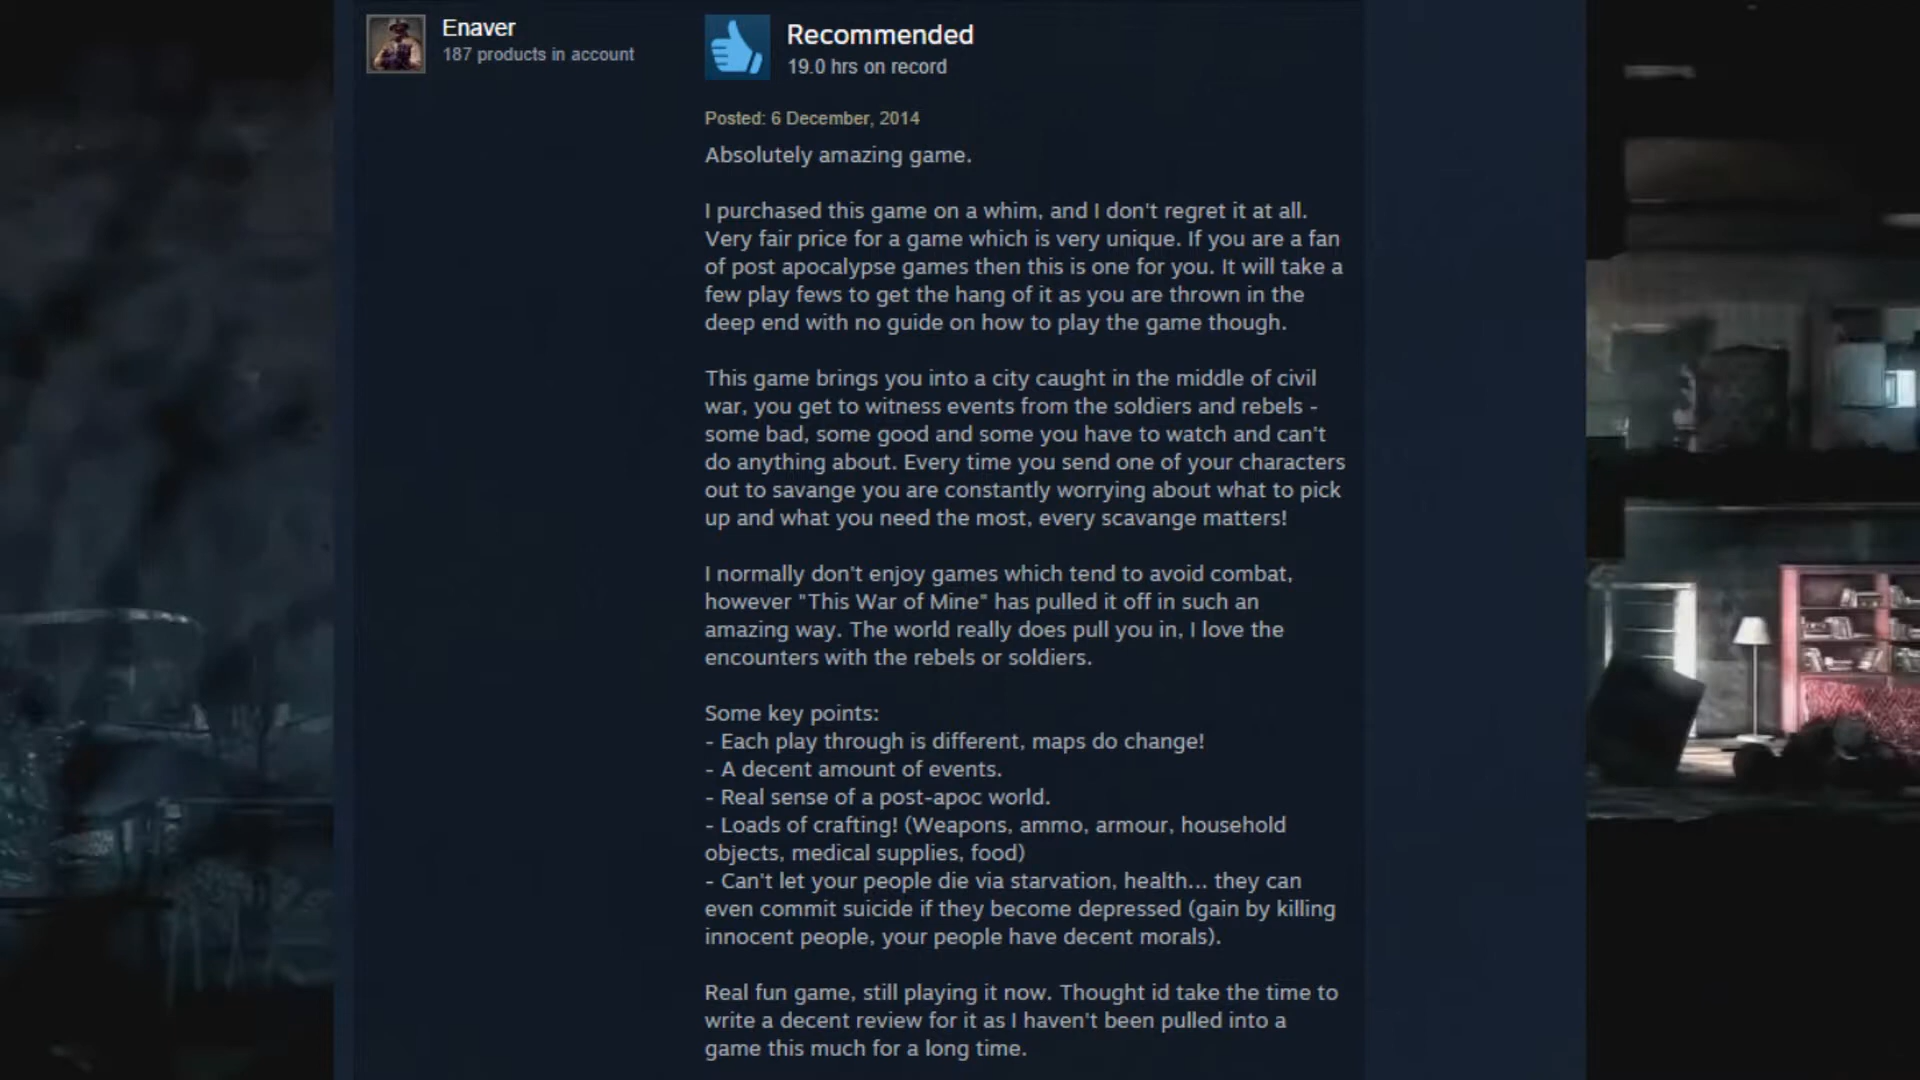 Enaver
187 products in account
Recommended
19.0 hrs on record
Posted: 6 December, 2014
Absolutely amazing game.
I purchased this game on a whim, and I don't regret it at all.
Very fair price for a game which is very unique. If you are a fan
of post apocalypse games then this is one for you. It will take a
few play fews to get the hang of it as you are thrown in the
deep end with no guide on how to play the game though.
This game brings you into a city caught in the middle of civil
war, you get to witness events from the soldiers and rebels -
some bad, some good and some you have to watch and can't
do anything about. Every time you send one of your characters
out to savange you are constantly worrying about what to pick
up and what you need the most, every scavange matters!
I normally don't enjoy games which tend to avoid combat,
however "This War of Mine" has pulled it off in such an
amazing way. The world really does pull you in, I love the
encounters with the rebels or soldiers.
Some key points:
- Each play through is different, maps do change!
- A decent amount of events.
- Real sense of a post-apoc world.
- Loads of crafting! (Weapons, ammo, armour, household
objects, medical supplies, food)
- Can't let your people die via starvation, health... they can
even commit suicide if they become depressed (gain by killing
innocent people, your people have decent morals).
Real fun game, still playing it now. Thought id take the time to
write a decent review for it as I haven't been pulled into a
game this much for a long time.